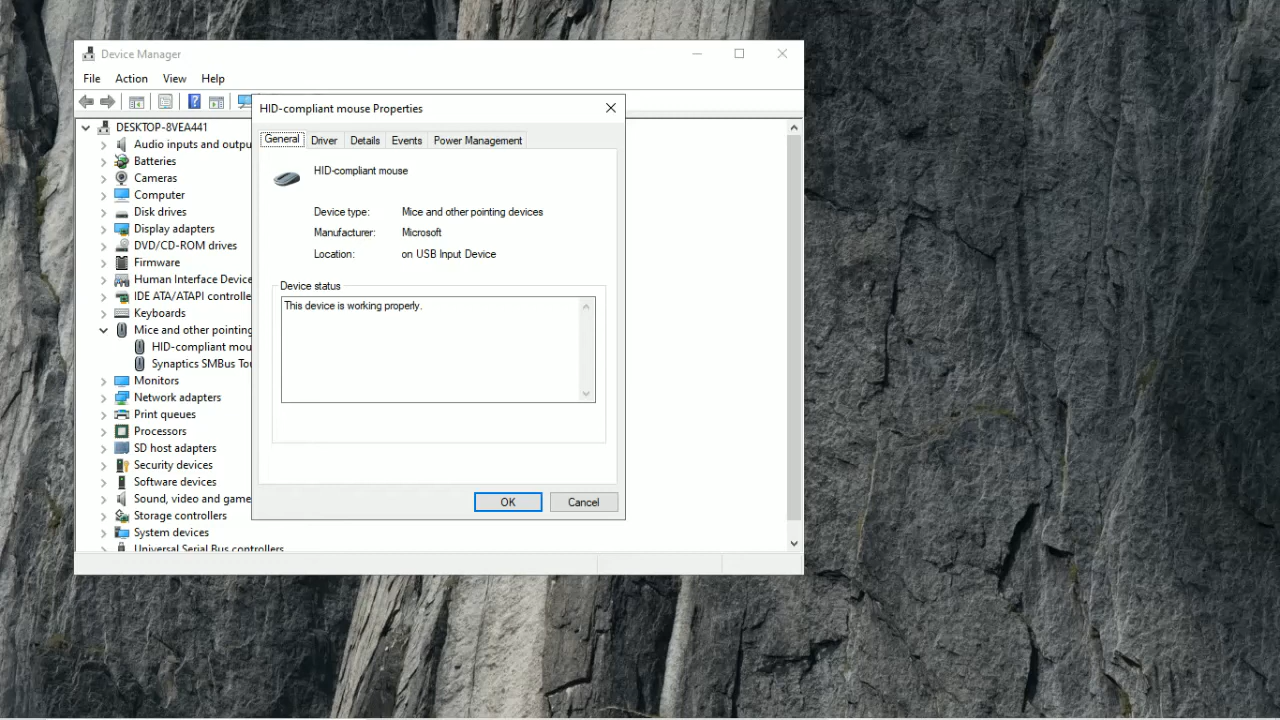 Device Manager
File Action View Help
HID-compliant mouse Properties
General Driver Details Events Power Management
HID-compliant mouse
Device type: Mice and other pointing devices
Manufacturer: Microsoft
Location: on USB Input Device
Device status
This device is working properly.
OK Cancel
DESKTOP-8VEA441
Audio inputs and outpu
Batteries
Cameras
Computer
Disk drives
Display adapters
DVD/CD-ROM drives
Firmware
Human Interface Device
IDE ATA/ATAPI controlle
Keyboards
Mice and other pointing
HID-compliant mou
Synaptics SMBus To
Monitors
Network adapters
Print queues
Processors
SD host adapters
Security devices
Software devices
Sound, video and game
Storage controllers
System devices
Universal Serial Bus controllers